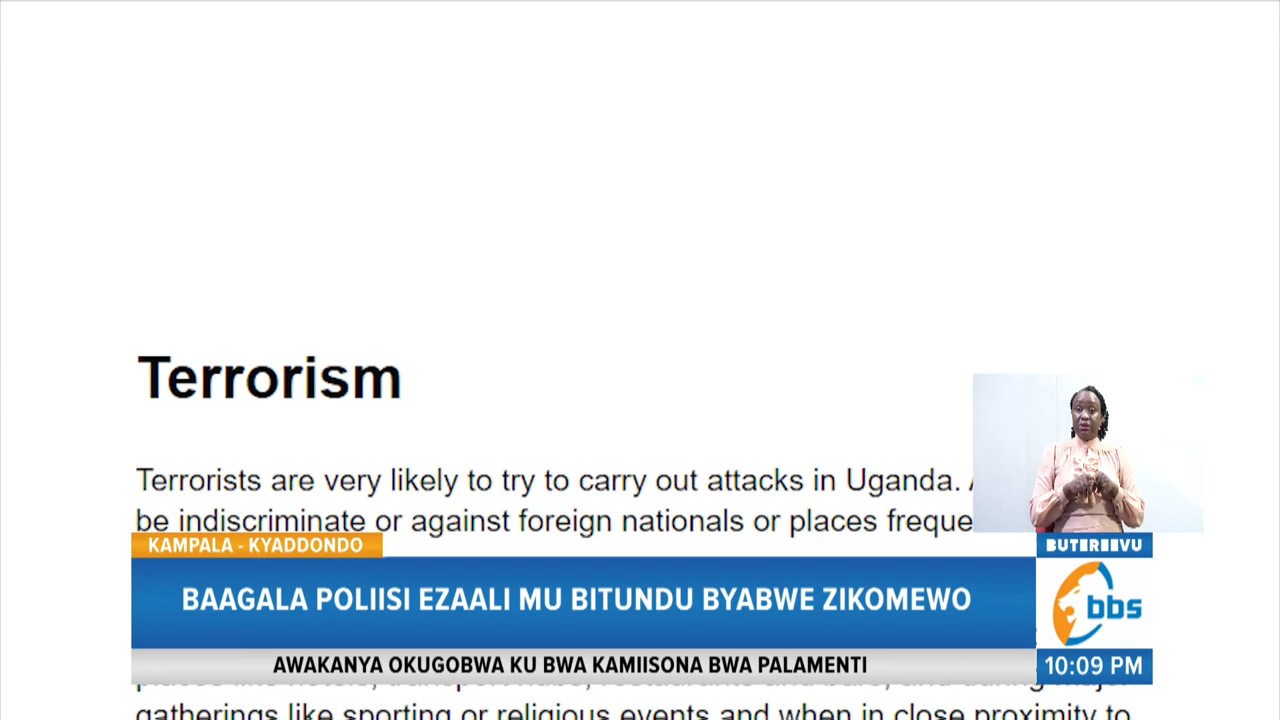 Terrorism
Terrorists are very likely to try to carry out attacks in Uganda.
be indiscriminate or against foreign nationals or places freque
KAMPALA - KYADDONDO
BUTEREEVU
BAAGALA POLIISI EZAALI MU BITUNDU BYABWE ZIKOMEWO
bbs
AWAKANYA OKUGOBWA KU BWA KAMIISONA BWA PALAMENTI
10:09 PM
gatherings like sporting or religious events and when in close proximity to